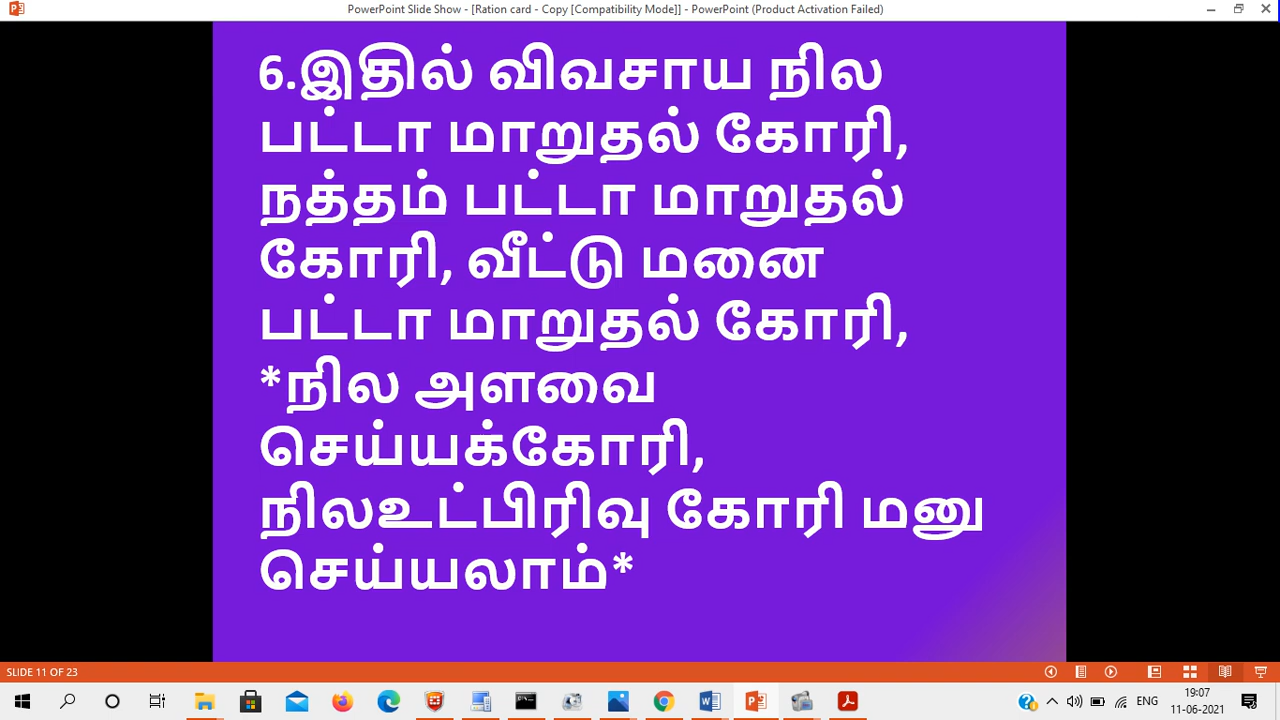 PowerPoint Slide Show - [Ration card - Copy [Compatibility Mode]] - PowerPoint (Product Activation Failed)
6.இதில் விவசாய நில
பட்டா மாறுதல் கோரி,
நத்தம் பட்டா மாறுதல்
கோரி, வீட்டு மனை
பட்டா மாறுதல் கோரி,
*நில அளவை
செய்யக்கோரி,
நிலஉட்பிரிவு கோரி மனு
செய்யலாம்*
SLIDE 11 OF 23
ENG
19:07
11-06-2021